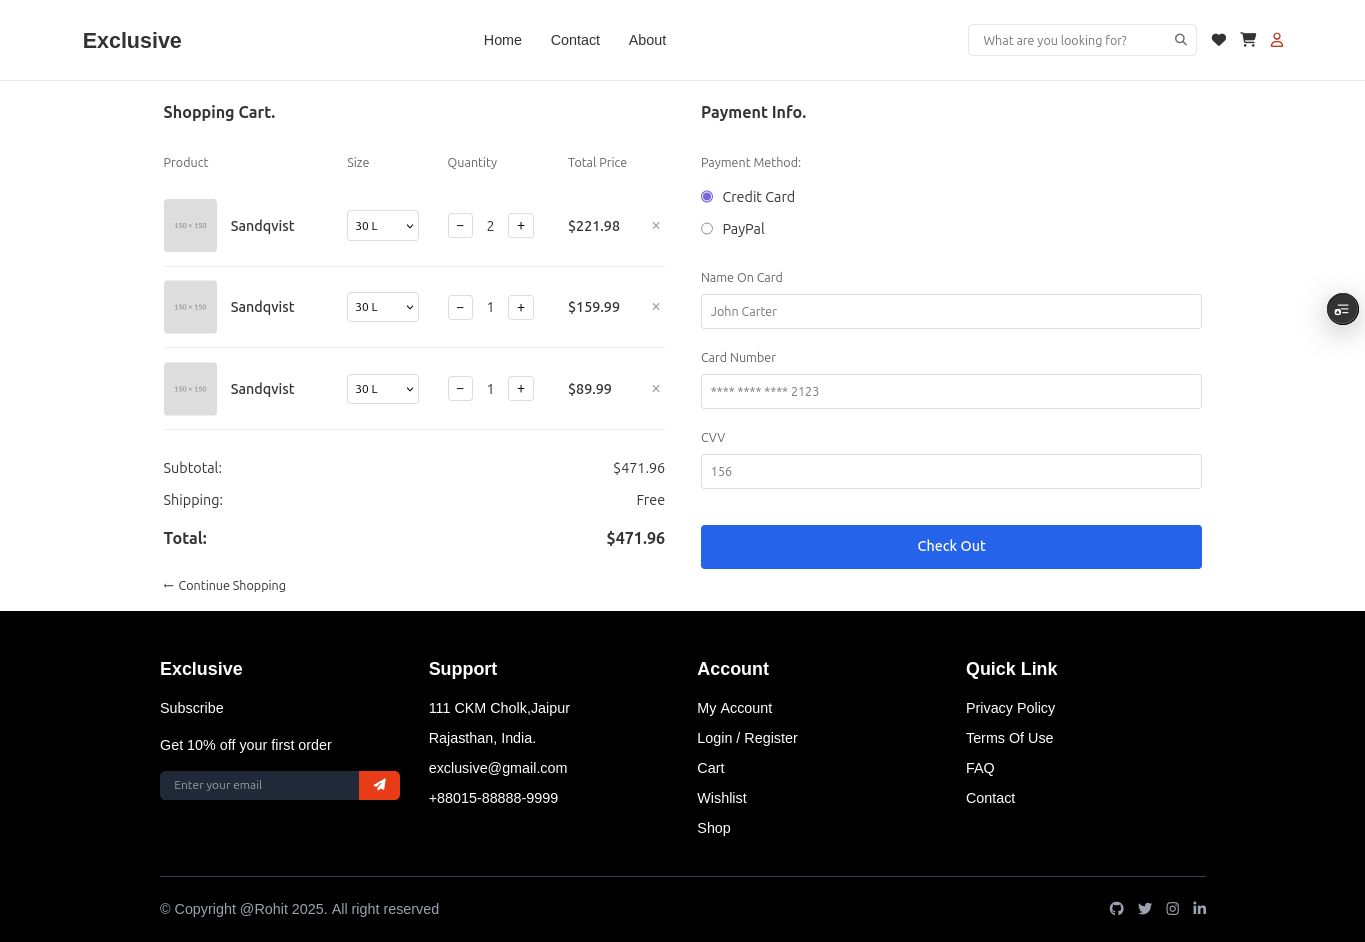 Exclusive
Home Contact About
What are you looking for?
Shopping Cart.
Product Size Quantity Total Price
150 × 150 Sandqvist 30 L − 2 + $221.98 ×
150 × 150 Sandqvist 30 L − 1 + $159.99 ×
150 × 150 Sandqvist 30 L − 1 + $89.99 ×
Subtotal: $471.96
Shipping: Free
Total: $471.96
← Continue Shopping
Payment Info.
Payment Method:
Credit Card
PayPal
Name On Card
John Carter
Card Number
**** **** **** 2123
CVV
156
Check Out
Exclusive
Subscribe
Get 10% off your first order
Enter your email
Support
111 CKM Cholk,Jaipur
Rajasthan, India.
exclusive@gmail.com
+88015-88888-9999
Account
My Account
Login / Register
Cart
Wishlist
Shop
Quick Link
Privacy Policy
Terms Of Use
FAQ
Contact
© Copyright @Rohit 2025. All right reserved